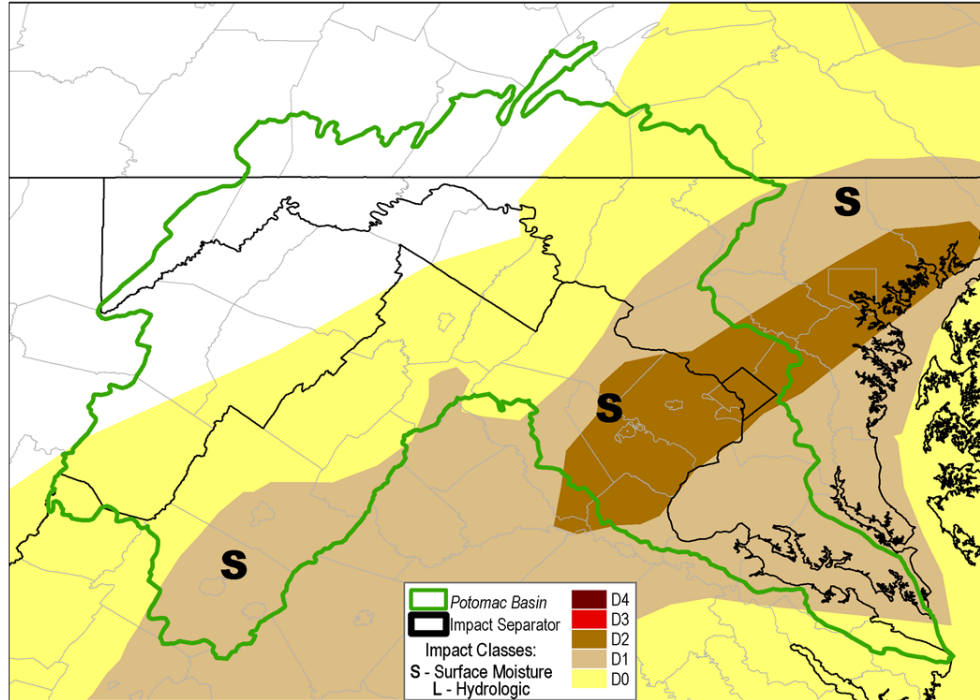 S
S
S
Potomac Basin
Impact Separator
Impact Classes:
S - Surface Moisture
L - Hydrologic
D4
D3
D2
D1
D0